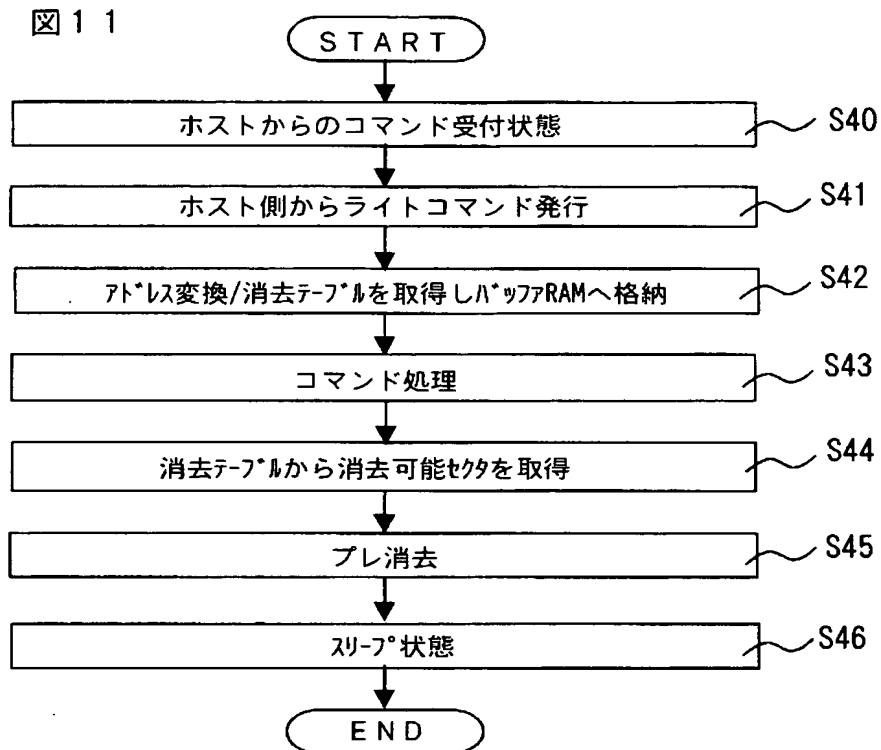 図11
START
ホストからのコマンド受付状態
S40
ホスト側からライトコマンド発行
S41
ｱﾄﾞﾚｽ変換/消去ﾃｰﾌﾞﾙを取得しﾊﾞｯﾌｧRAMへ格納
S42
コマンド処理
S43
消去ﾃｰﾌﾞﾙから消去可能ｾｸﾀを取得
S44
プレ消去
S45
ｽﾘｰﾌﾟ状態
S46
END